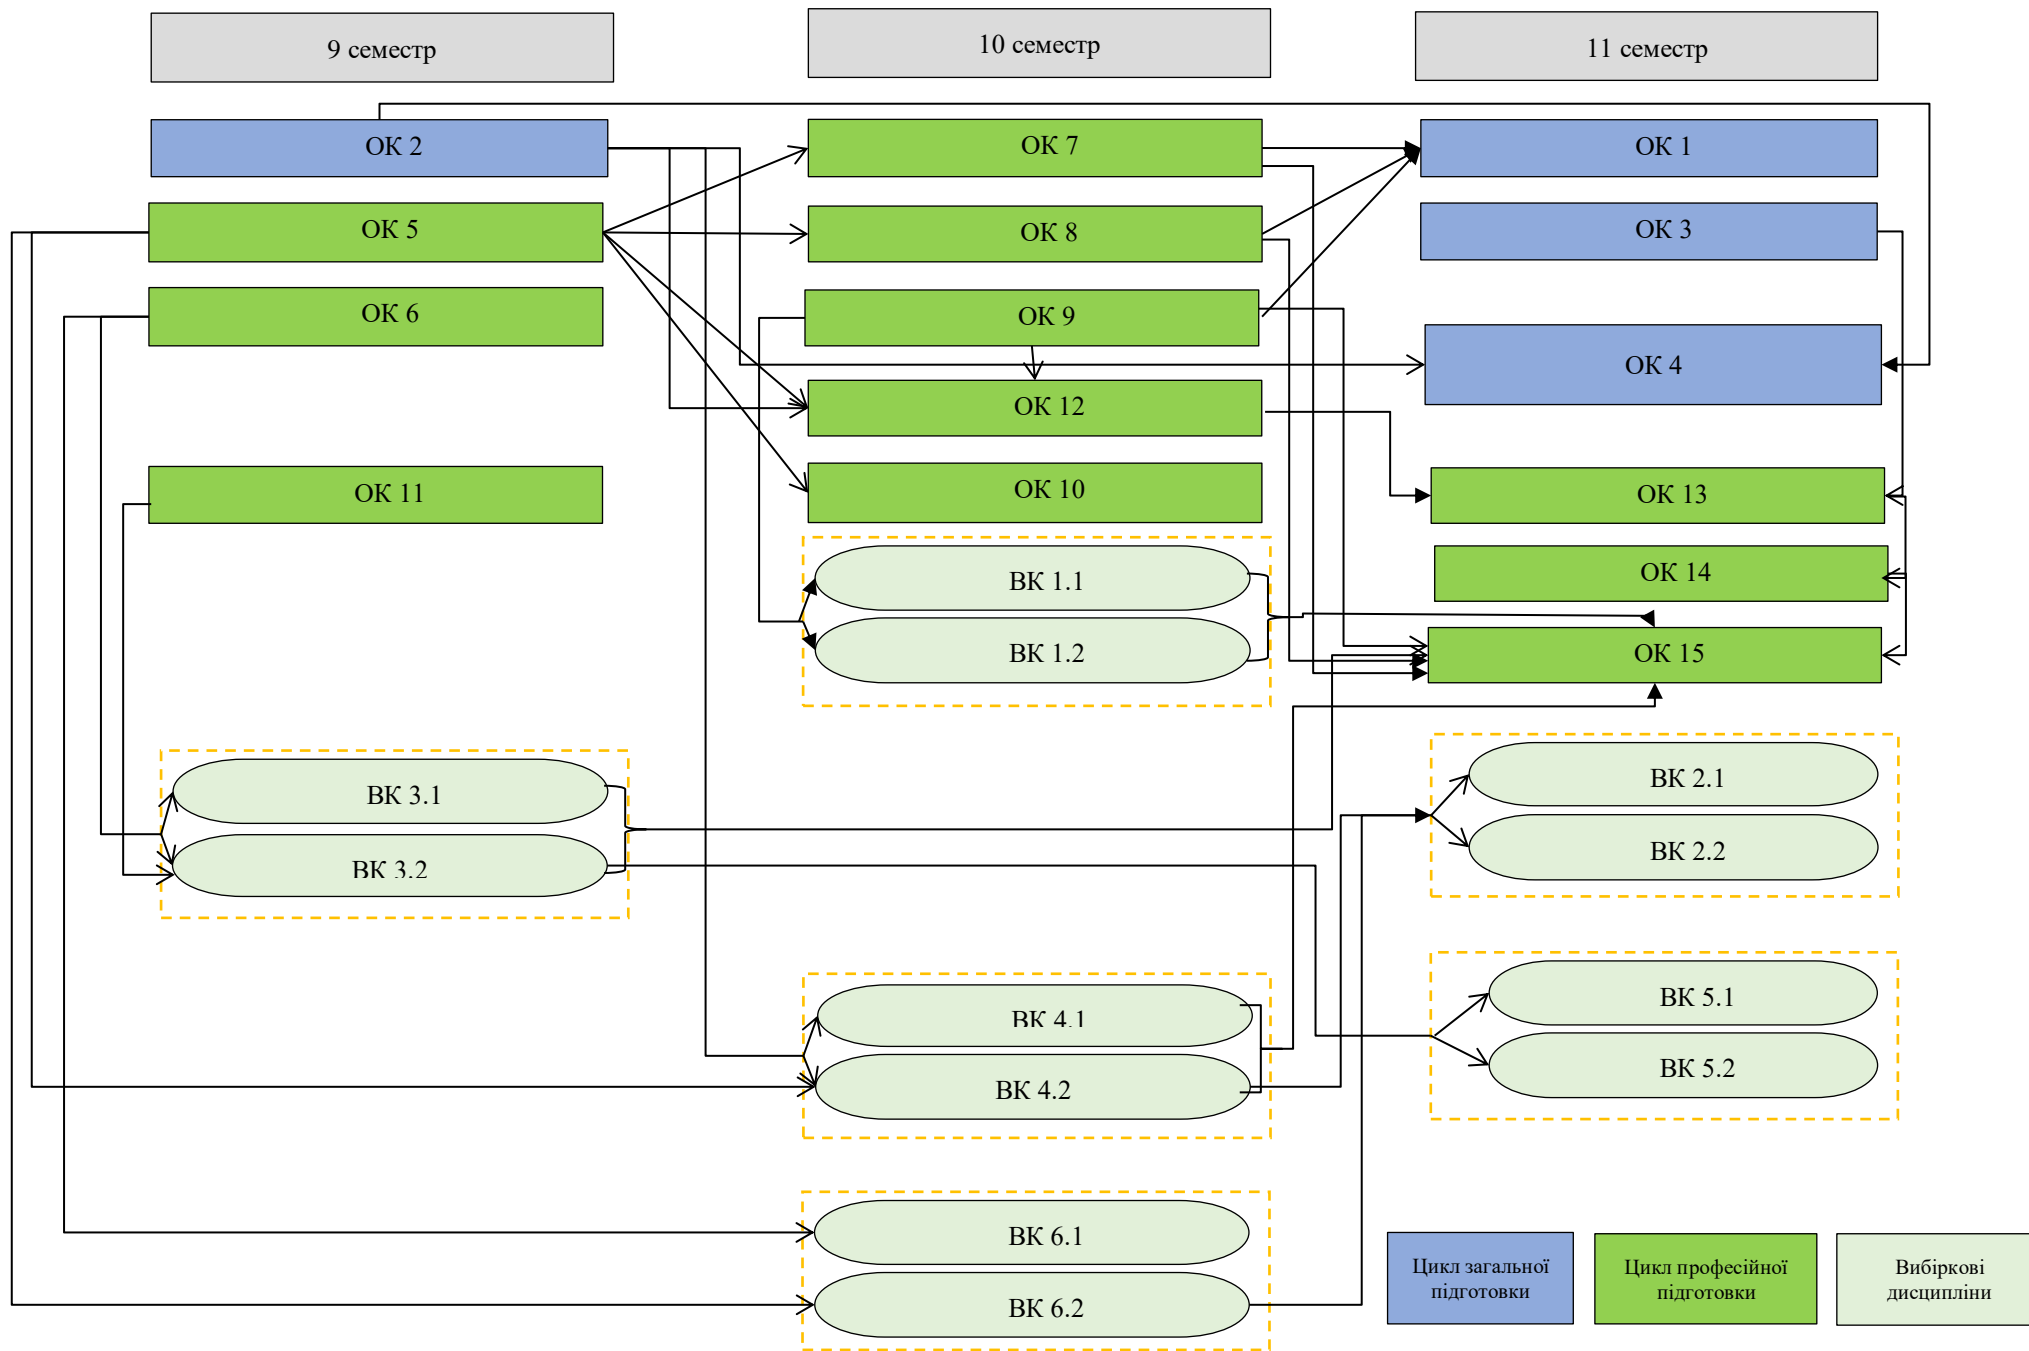 9 семестр
10 семестр
11 семестр
ОК 2
ОК 7
ОК 1
ОК 5
ОК 8
ОК 3
ОК 6
ОК 9
ОК 4
ОК 12
ОК 11
ОК 10
ОК 13
ВК 1.1
ОК 14
ВК 1.2
ОК 15
ВК 3.1
ВК 2.1
ВК 3.2
ВК 2.2
ВК 4.1
ВК 5.1
ВК 4.2
ВК 5.2
ВК 6.1
ВК 6.2
Цикл загальної
підготовки
Цикл професійної
підготовки
Вибіркові
дисципліни